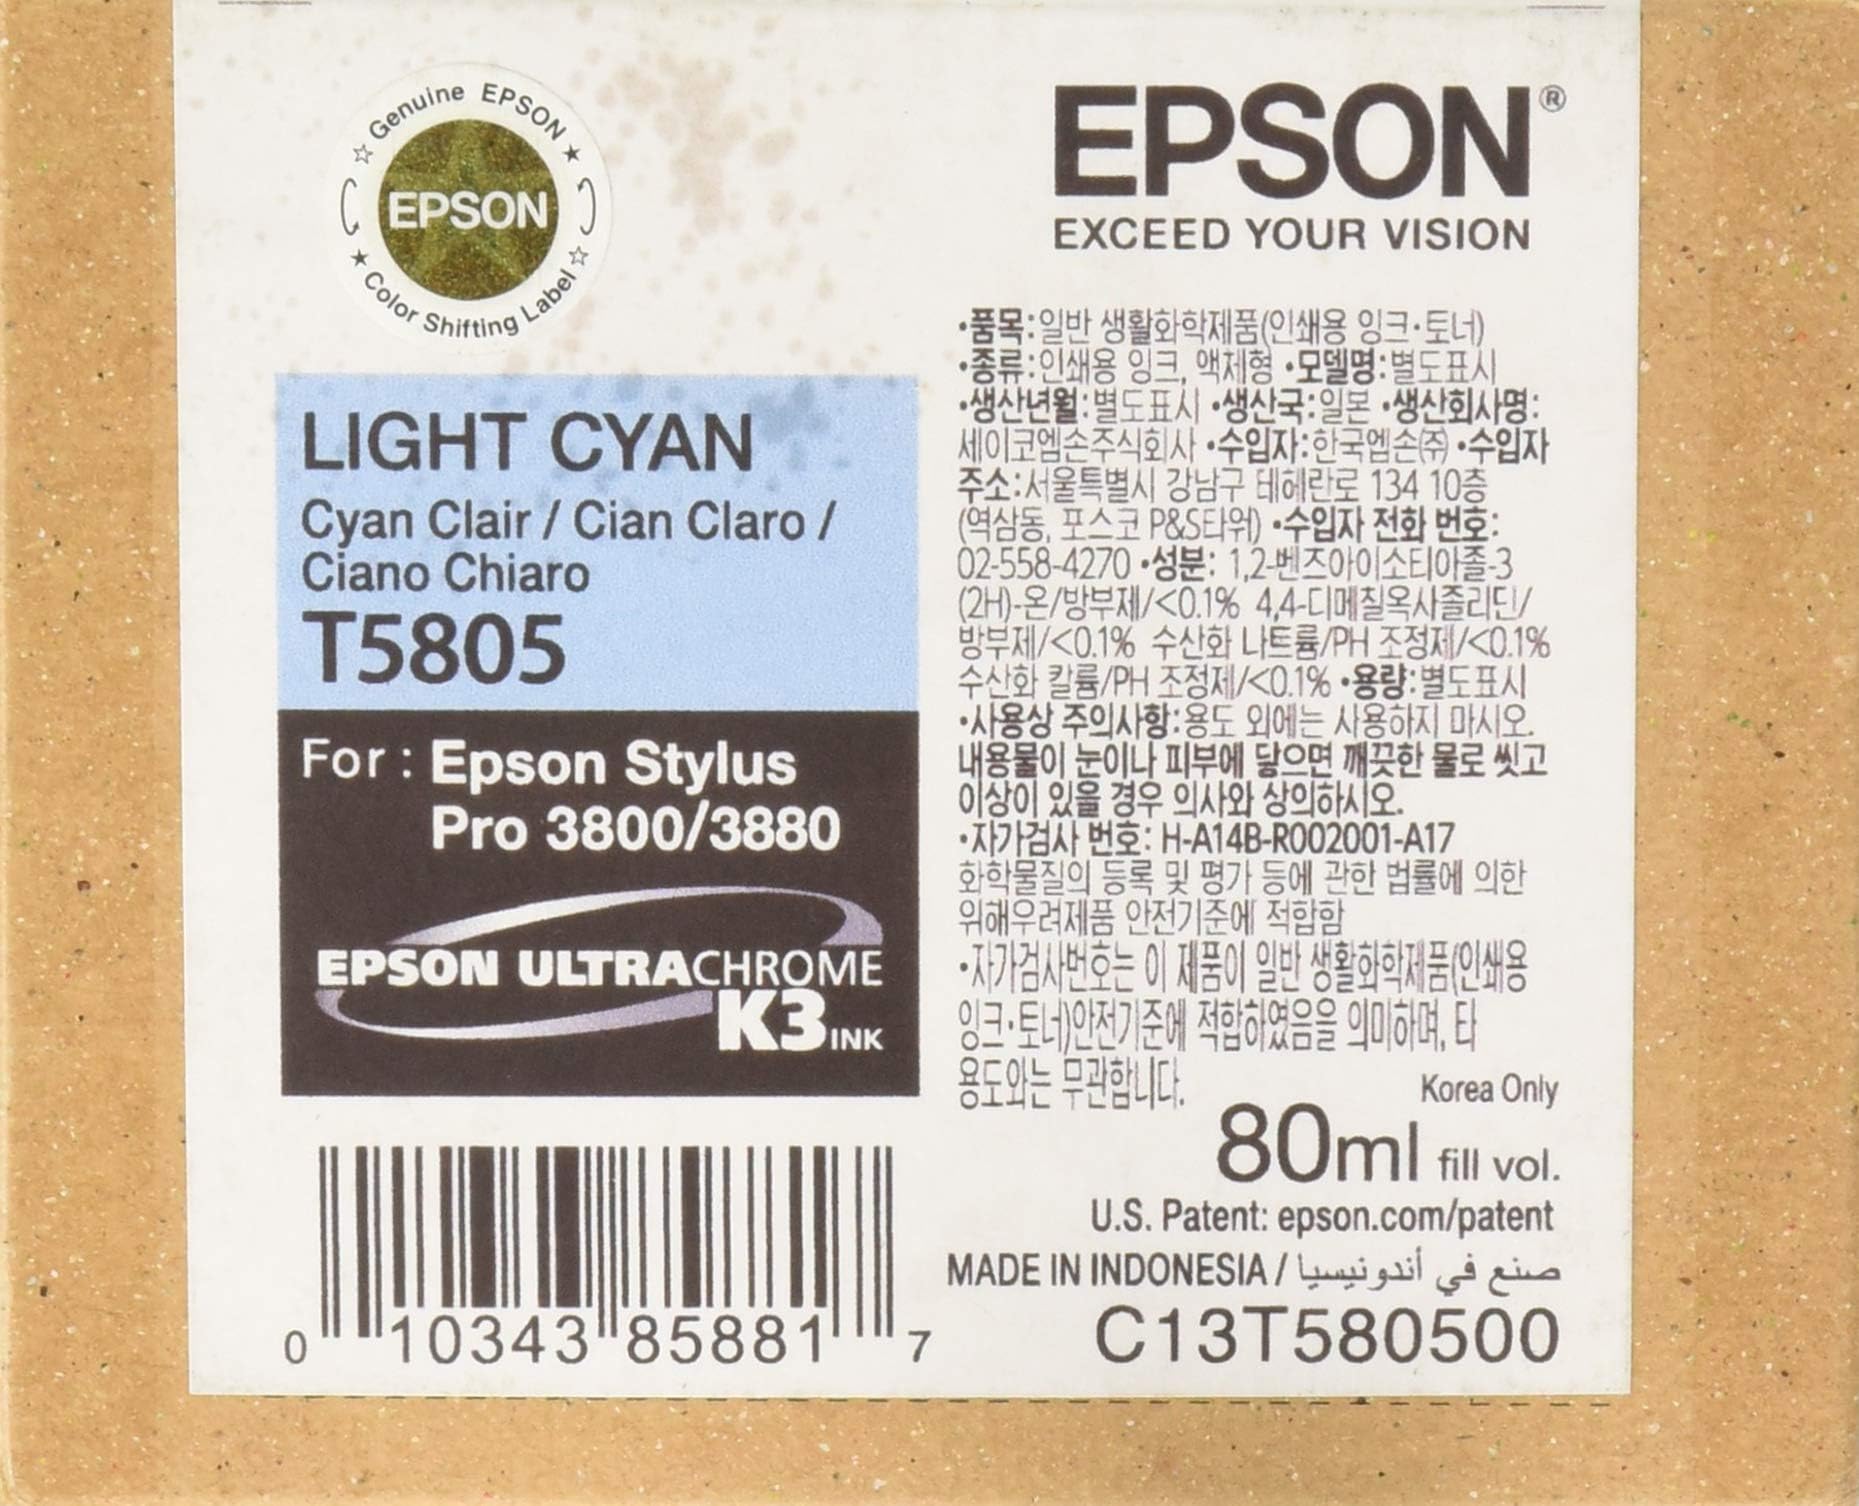 Genuine EPSON
EPSON
Color Shifting Label
EPSON®
EXCEED YOUR VISION
LIGHT CYAN
Cyan Clair / Cian Claro /
Ciano Chiaro
T5805
For : Epson Stylus
Pro 3800/3880
EPSON ULTRACHROME
K3 INK
•품목:일반 생활화학제품(인쇄용 잉크·토너)
•종류:인쇄용 잉크, 액제형 •모델명:별도표시
•생산년월:별도표시 •생산국:일본 •생산회사명:
세이코엡손주식회사 •수입자:한국엡손(주) •수입자
주소:서울특별시 강남구 테헤란로 134 10층
(역삼동, 포스코 P&S타워) •수입자 전화 번호:
02-558-4270 •성분: 1,2-벤즈아이소티아졸-3
(2H)-온/방부제/<0.1% 4,4-디메칠옥사졸리딘/
방부제/<0.1% 수산화 나트륨/PH 조정제/<0.1%
수산화 칼륨/PH 조정제/<0.1% •용량:별도표시
•사용상 주의사항:용도 외에는 사용하지 마시오.
내용물이 눈이나 피부에 닿으면 깨끗한 물로 씻고
이상이 있을 경우 의사와 상의하시오.
•자가검사 번호: H-A14B-R002001-A17
화학물질의 등록 및 평가 등에 관한 법률에 의한
위해우려제품 안전기준에 적합함
•자가검사번호는 이 제품이 일반 생활화학제품(인쇄용
잉크·토너)안전기준에 적합하였음을 의미하며, 타
용도와는 무관합니다.
Korea Only
80ml fill vol.
U.S. Patent: epson.com/patent
MADE IN INDONESIA / صنع في أندونيسيا
C13T580500
0 10343 85881 7